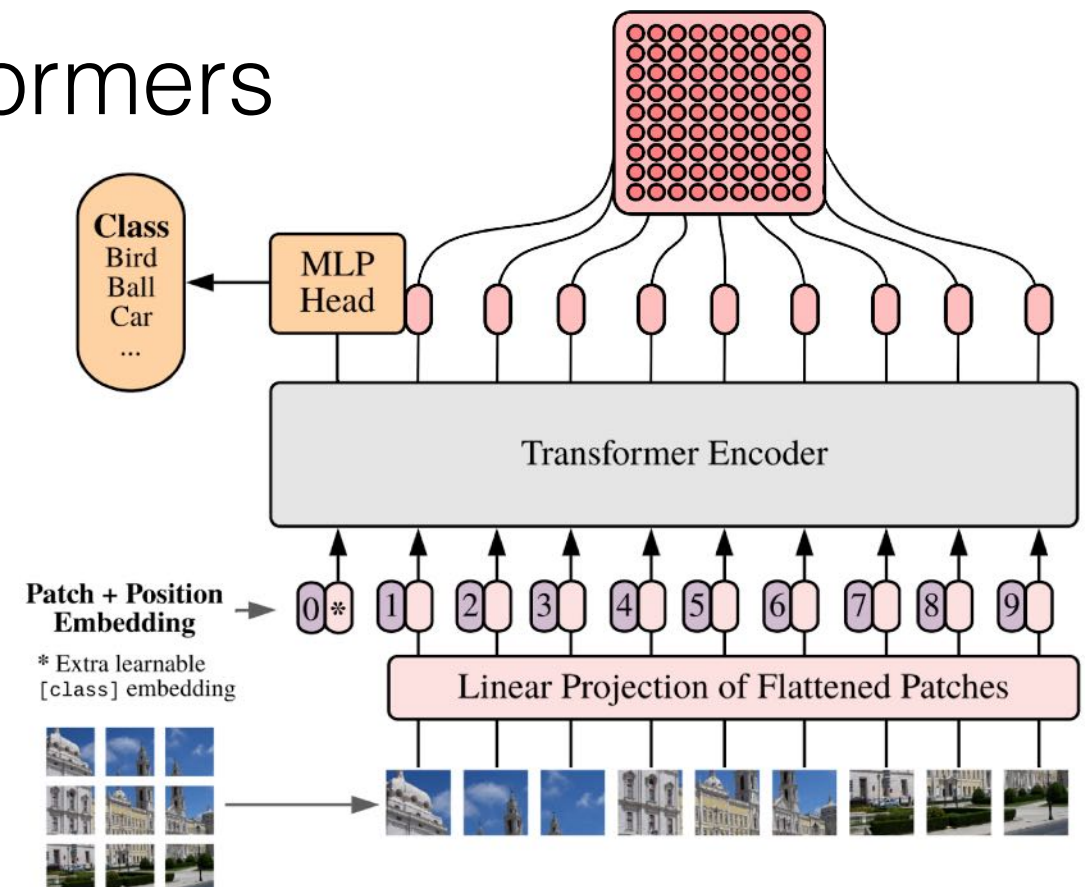 ormers
Class
Bird
Ball
Car
...
MLP
Head
Transformer Encoder
Patch + Position
Embedding
0 * 1 2 3 4 5 6 7 8 9
* Extra learnable
[class] embedding
Linear Projection of Flattened Patches